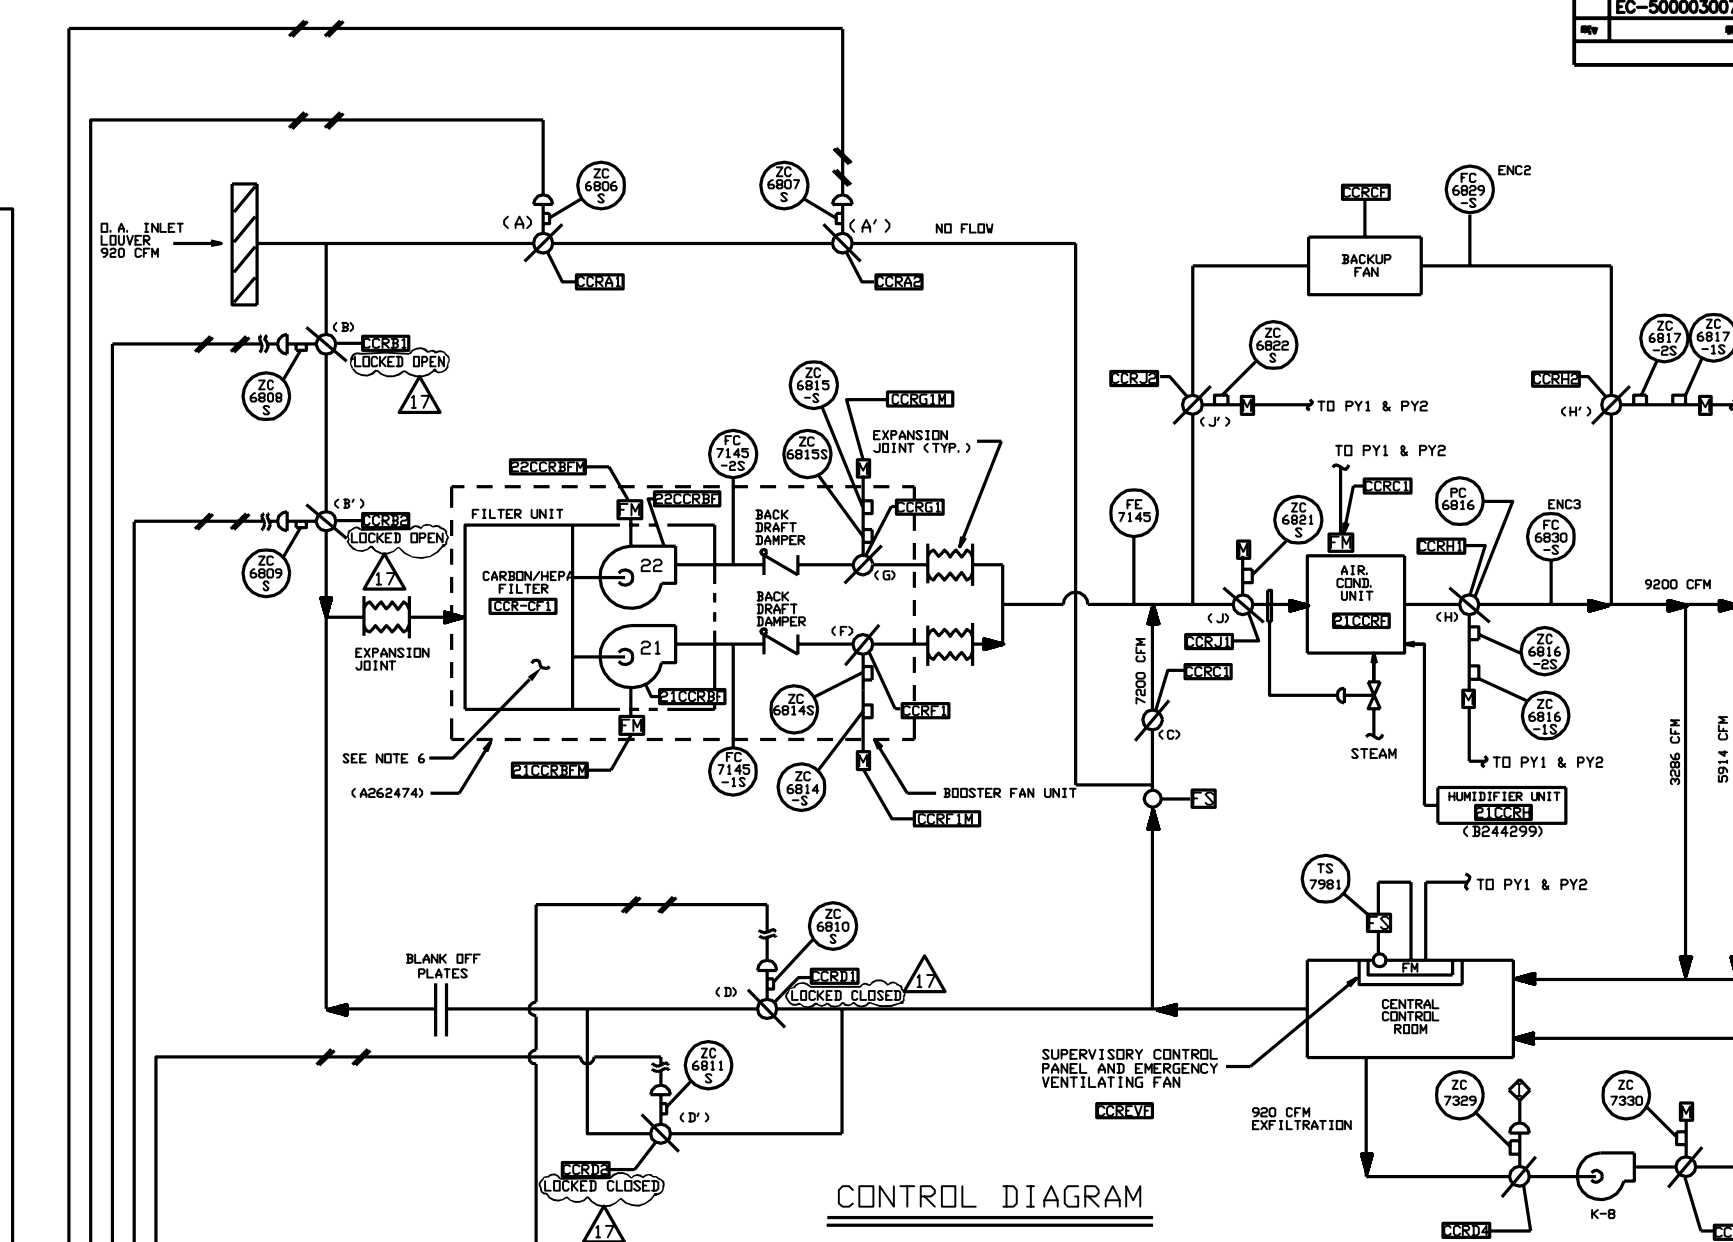 EC-500003007
REV
ZC
6806
S
ZC
6807
S
(A)
(A')
NO FLOW
O.A. INLET
LOUVER
920 CFM
CCRA1
CCRA2
CCRCF
FC
6829
-S
ENC2
BACKUP
FAN
(B)
CCRB1
LOCKED OPEN
17
ZC
6808
S
ZC
6815
-S
CCRG1M
EXPANSION
JOINT (TYP.)
ZC
6822
S
CCRJ2
M
TO PY1 & PY2
(J')
ZC
6817
-2S
ZC
6817
-1S
CCRH2
M
(H')
FC
7145
-2S
ZC
6815S
M
22CCRBFM
22CCRBF
FM
FILTER UNIT
BACK
DRAFT
DAMPER
CCRG1
(B')
CCRB2
LOCKED OPEN
17
ZC
6809
S
TO PY1 & PY2
CCRC1
FM
FE
7145
ZC
6821
S
M
PC
6816
CCRH1
ENC3
FC
6830
-S
9200 CFM
CARBON/HEPA
FILTER
CCR-CF1
22
(G)
BACK
DRAFT
DAMPER
(F)
21
AIR.
COND.
UNIT
21CCRF
(J)
(H)
CCRJ1
EXPANSION
JOINT
21CCRBF
FM
ZC
6814S
CCRF1
7200 CFM
CCRC1
(C)
ZC
6816
-2S
M
ZC
6816
-1S
3286 CFM
5914 CFM
SEE NOTE 6
21CCRBFM
FC
7145
-1S
M
ZC
6814
-S
STEAM
TO PY1 & PY2
(A262474)
BOOSTER FAN UNIT
FS
CCRF1M
HUMIDIFIER UNIT
21CCRH
(B244299)
TS
7981
TO PY1 & PY2
FS
FM
ZC
6810
S
BLANK OFF
PLATES
CCRD1
LOCKED CLOSED
17
(D)
CENTRAL
CONTROL
ROOM
ZC
6811
S
(D')
SUPERVISORY CONTROL
PANEL AND EMERGENCY
VENTILATING FAN
CCREVF
920 CFM
EXFILTRATION
ZC
7329
ZC
7330
M
CCRD2
LOCKED CLOSED
17
CONTROL DIAGRAM
K-8
CCRD4
CC